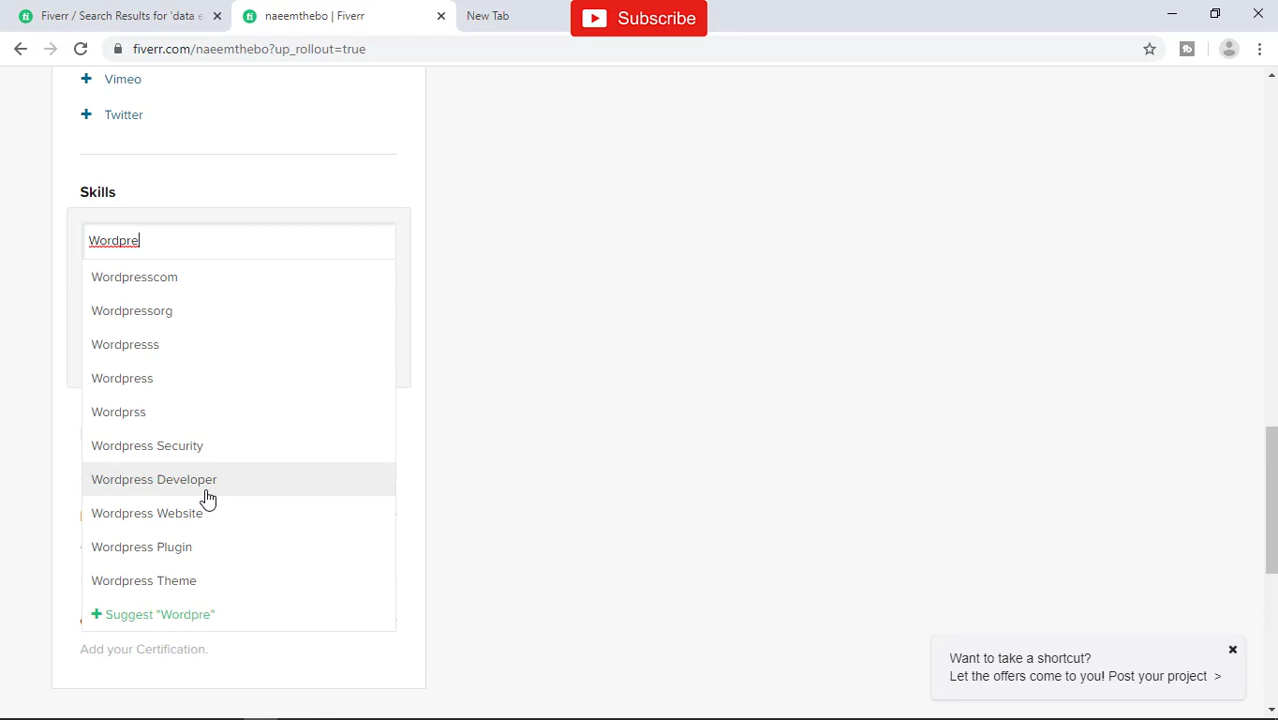 Fiverr / Search Results for 'data e
naeemthebo | Fiverr
New Tab
Subscribe
fiverr.com/naeemthebo?up_rollout=true
Vimeo
Twitter
Skills
Wordpre
Wordpresscom
Wordpressorg
Wordpresss
Wordpress
Wordprss
Wordpress Security
Wordpress Developer
Wordpress Website
Wordpress Plugin
Wordpress Theme
Suggest "Wordpre"
Add your Certification.
Want to take a shortcut?
Let the offers come to you! Post your project >